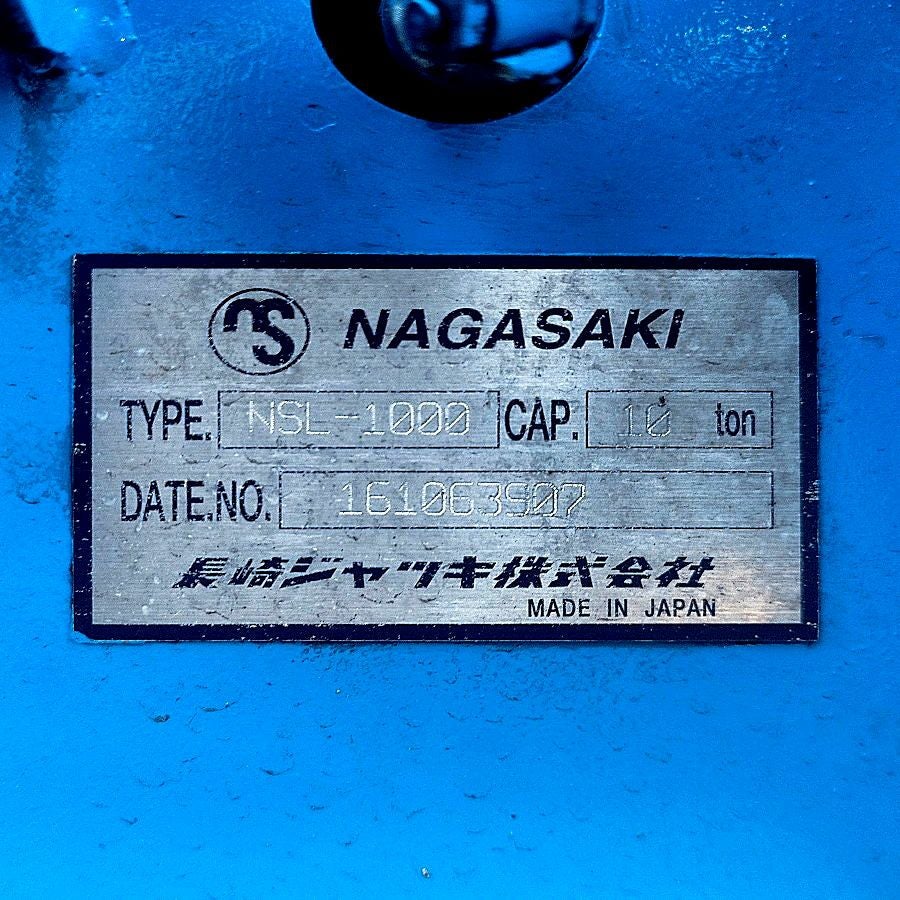 NS NAGASAKI
TYPE. NSL-1000 CAP. 10 ton
DATE.NO. 161063907
長崎ジャッキ株式会社
MADE IN JAPAN